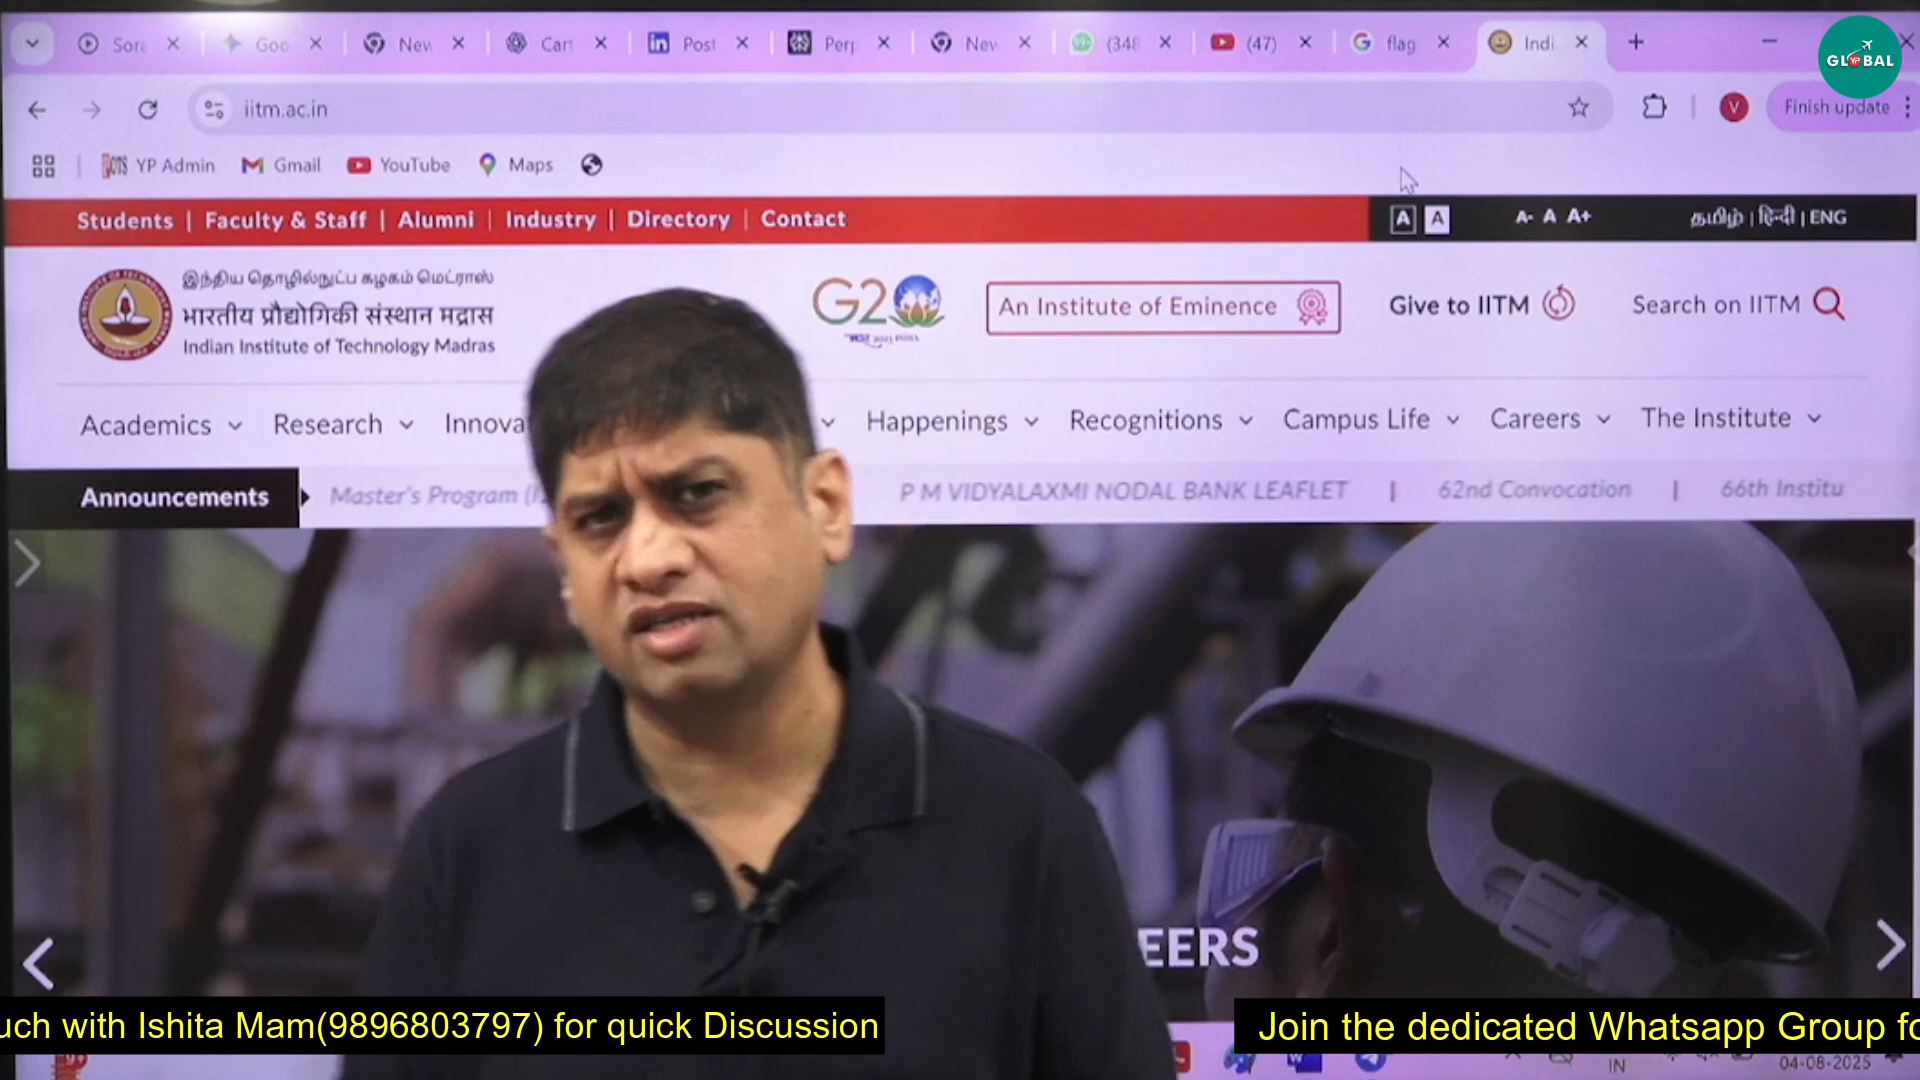 Sora
Goo
New
Cart
Post
Perp
New
(348
(47)
flag
Indi
GLOBAL
YP
iitm.ac.in
V
Finish update
YP Admin
Gmail
YouTube
Maps
Students | Faculty & Staff | Alumni | Industry | Directory | Contact
A A
A- A A+
தமிழ் | हिन्दी | ENG
இந்திய தொழில்நுட்ப கழகம் மெட்ராஸ்
भारतीय प्रौद्योगिकी संस्थान मद्रास
Indian Institute of Technology Madras
G20
An Institute of Eminence
Give to IITM
Search on IITM
Academics Research Innova Happenings Recognitions Campus Life Careers The Institute
Announcements
Master's Program (
P M VIDYALAXMI NODAL BANK LEAFLET | 62nd Convocation | 66th Institu
EERS
uch with Ishita Mam(9896803797) for quick Discussion
Join the dedicated Whatsapp Group fo
IN
04-08-2025